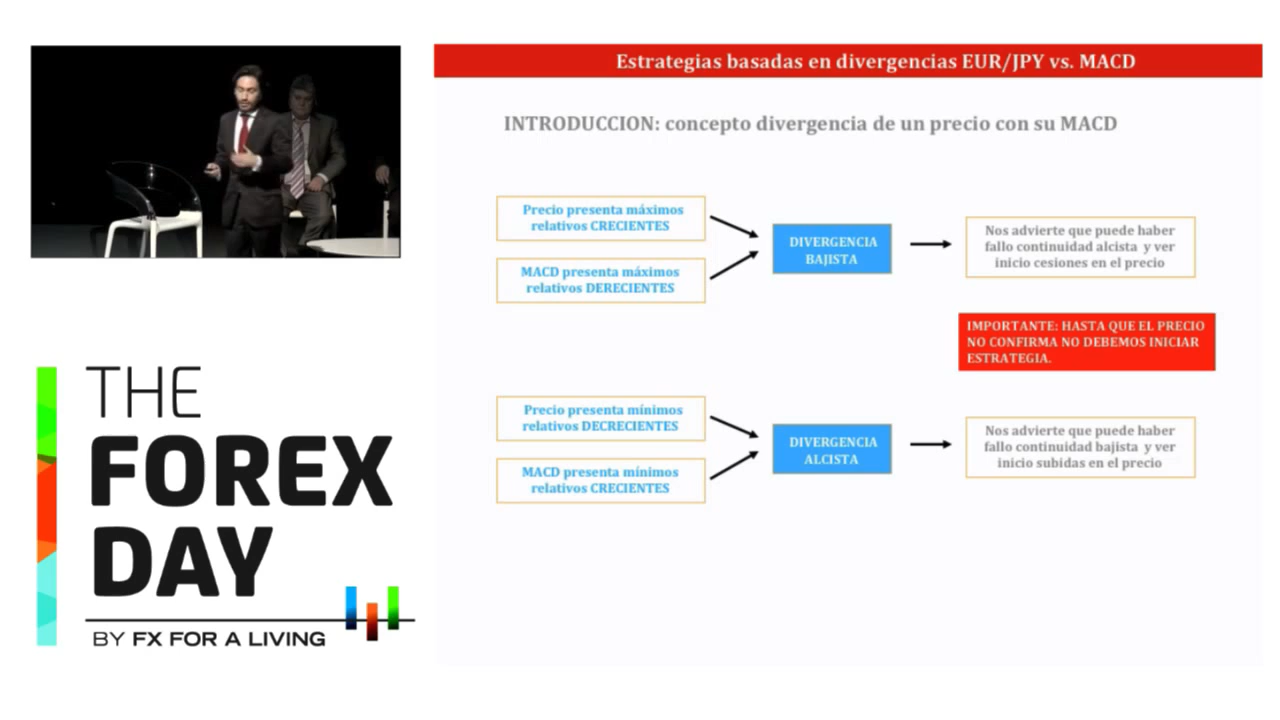 Estrategias basadas en divergencias EUR/JPY vs. MACD
INTRODUCCION: concepto divergencia de un precio con su MACD
Precio presenta máximos
relativos CRECIENTES
MACD presenta máximos
relativos DERECIENTES
DIVERGENCIA
BAJISTA
Nos advierte que puede haber
fallo continuidad alcista y ver
inicio cesiones en el precio
IMPORTANTE: HASTA QUE EL PRECIO
NO CONFIRMA NO DEBEMOS INICIAR
ESTRATEGIA.
Precio presenta mínimos
relativos DECRECIENTES
MACD presenta mínimos
relativos CRECIENTES
DIVERGENCIA
ALCISTA
Nos advierte que puede haber
fallo continuidad bajista y ver
inicio subidas en el precio
THE
FOREX
DAY
BY FX FOR A LIVING